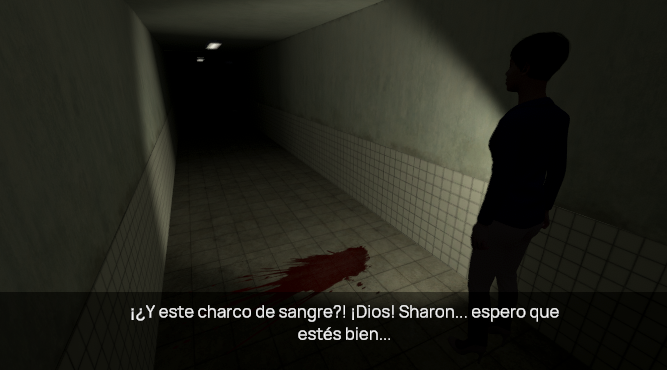 ¡¿Y este charco de sangre?! ¡Dios! Sharon... espero que
estés bien...